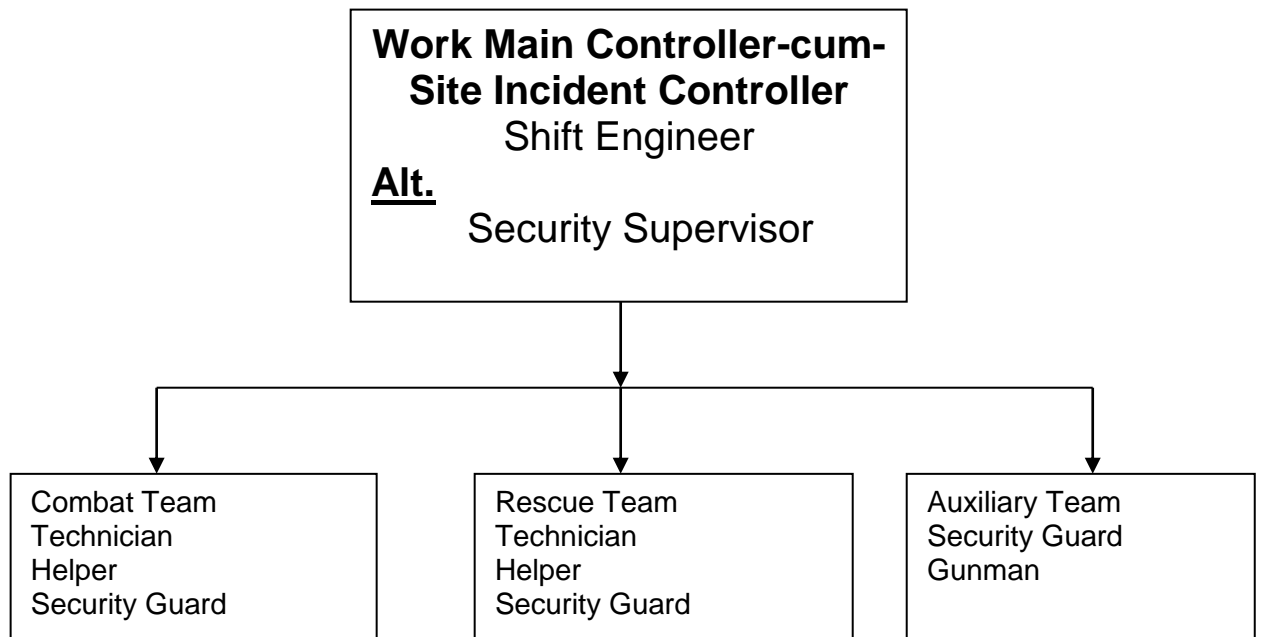 Work Main Controller-cum-
Site Incident Controller
Shift Engineer
Alt.
Security Supervisor
Combat Team
Technician
Helper
Security Guard
Rescue Team
Technician
Helper
Security Guard
Auxiliary Team
Security Guard
Gunman